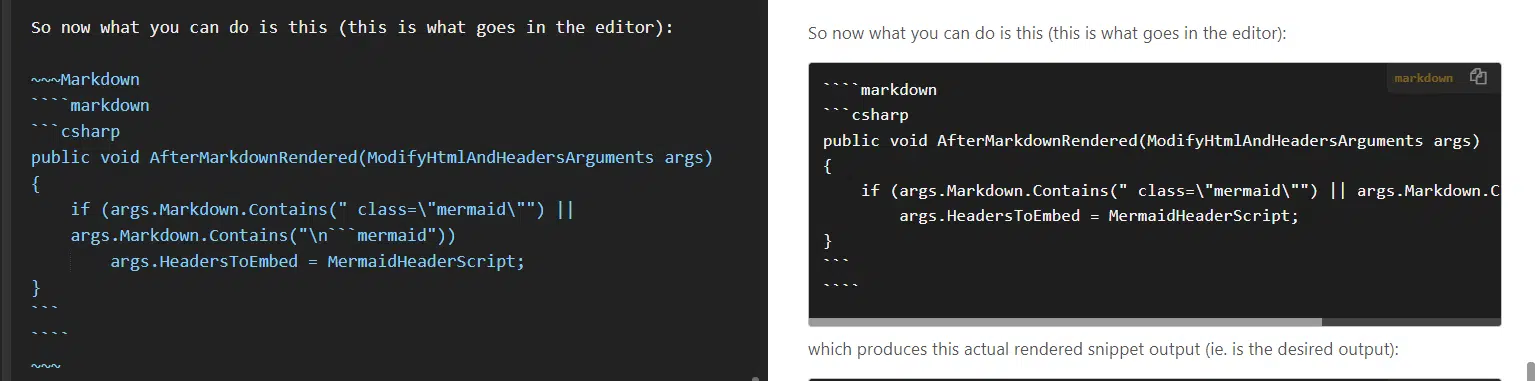 So now what you can do is this (this is what goes in the editor):
~~~Markdown
````markdown
```csharp
public void AfterMarkdownRendered(ModifyHtmlAndHeadersArguments args)
{
    if (args.Markdown.Contains(" class=\"mermaid\"") ||
    args.Markdown.Contains("\n```mermaid"))
        args.HeadersToEmbed = MermaidHeaderScript;
}
```
````
~~~
So now what you can do is this (this is what goes in the editor):
markdown
````markdown
```csharp
public void AfterMarkdownRendered(ModifyHtmlAndHeadersArguments args)
{
    if (args.Markdown.Contains(" class=\"mermaid\"") || args.Markdown.C
        args.HeadersToEmbed = MermaidHeaderScript;
}
```
````
which produces this actual rendered snippet output (ie. is the desired output):